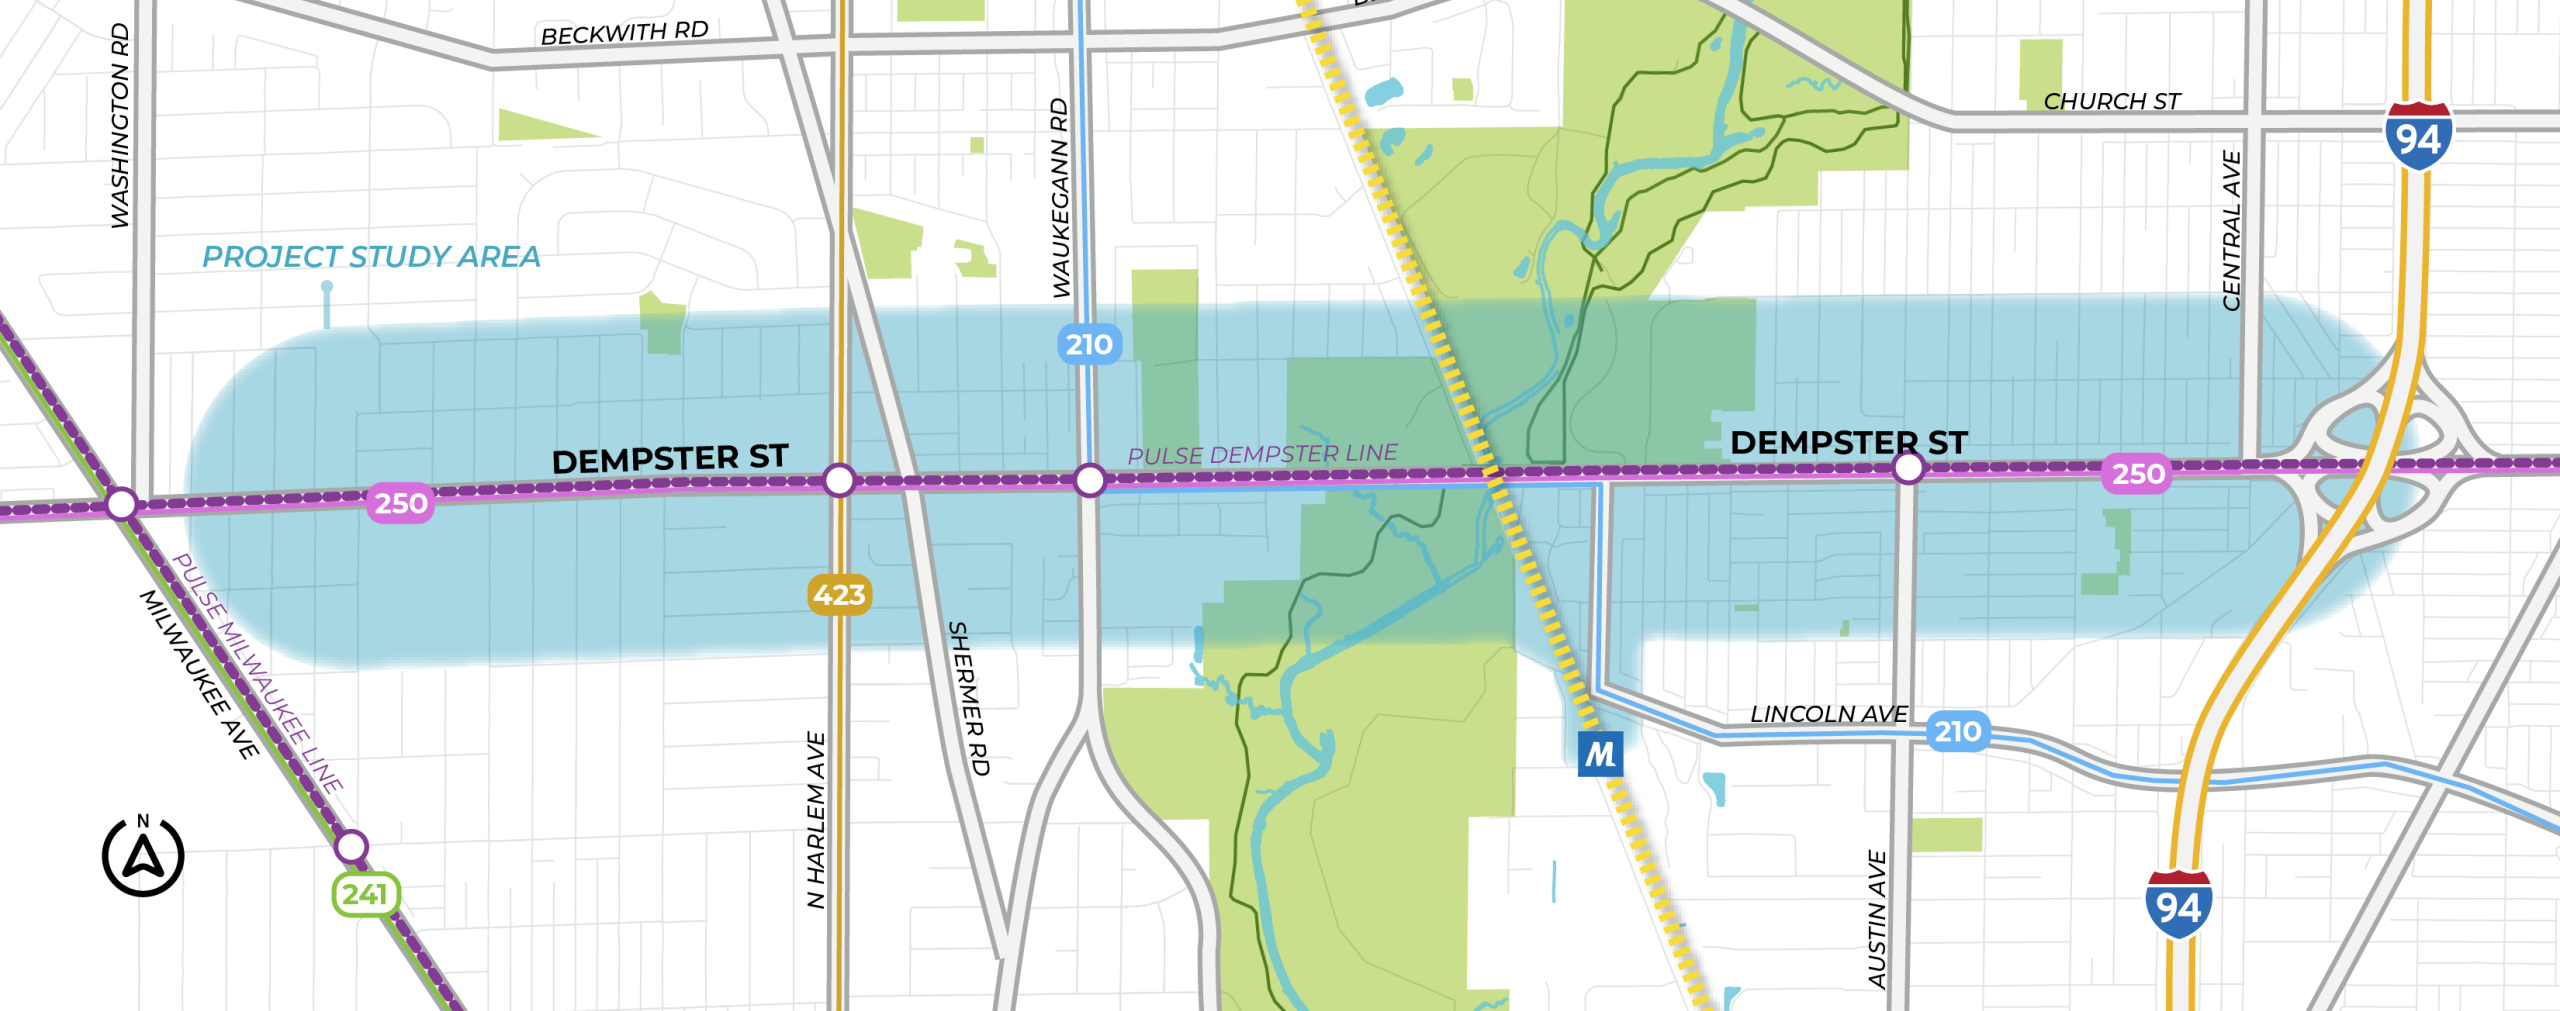 BECKWITH RD
WASHINGTON RD
WAUKEGANN RD
CHURCH ST
94
CENTRAL AVE
PROJECT STUDY AREA
210
DEMPSTER ST
PULSE DEMPSTER LINE
DEMPSTER ST
250
250
PULSE MILWAUKEE LINE
MILWAUKEE AVE
423
SHERMER RD
N HARLEM AVE
LINCOLN AVE
210
M
N
241
AUSTIN AVE
94